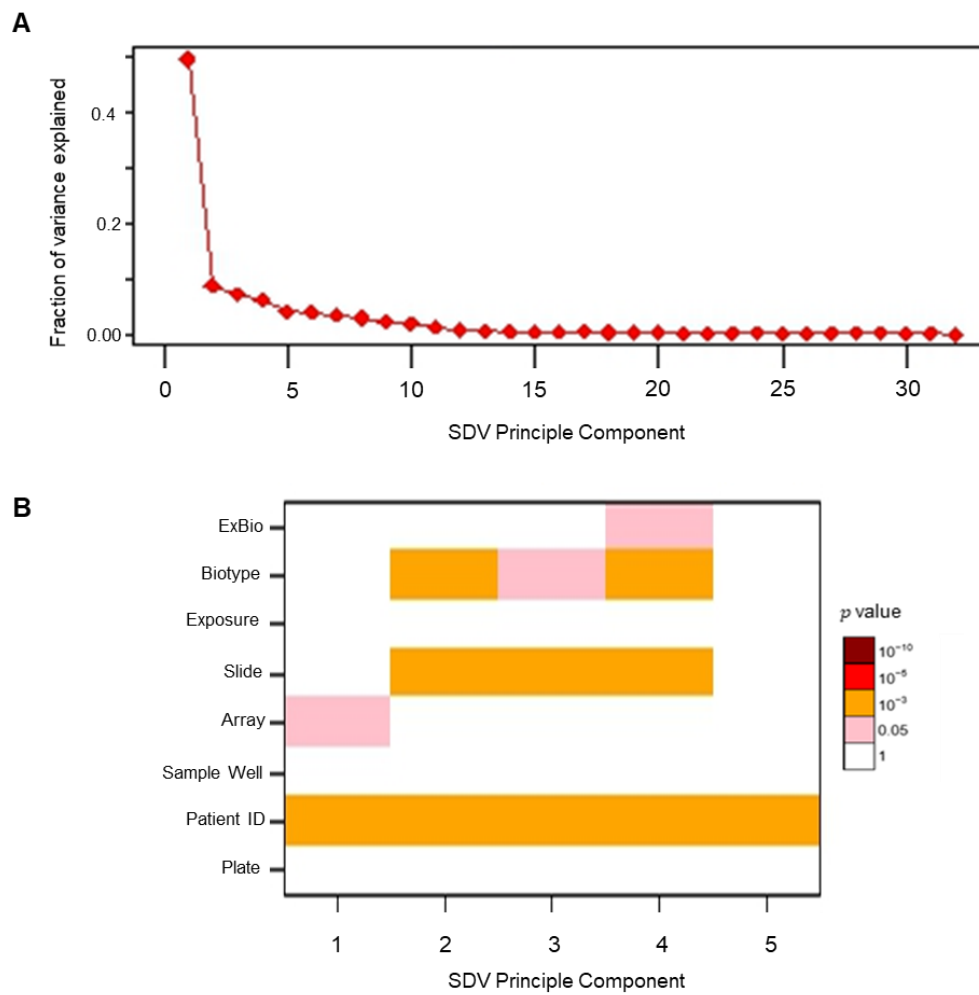 A
Fraction of variance explained
0.4
0.2
0.00
0 5 10 15 20 25 30
SDV Principle Component
B
ExBio
Biotype
Exposure
Slide
Array
Sample Well
Patient ID
Plate
p value
10⁻¹⁰
10⁻⁵
10⁻³
0.05
1
1 2 3 4 5
SDV Principle Component